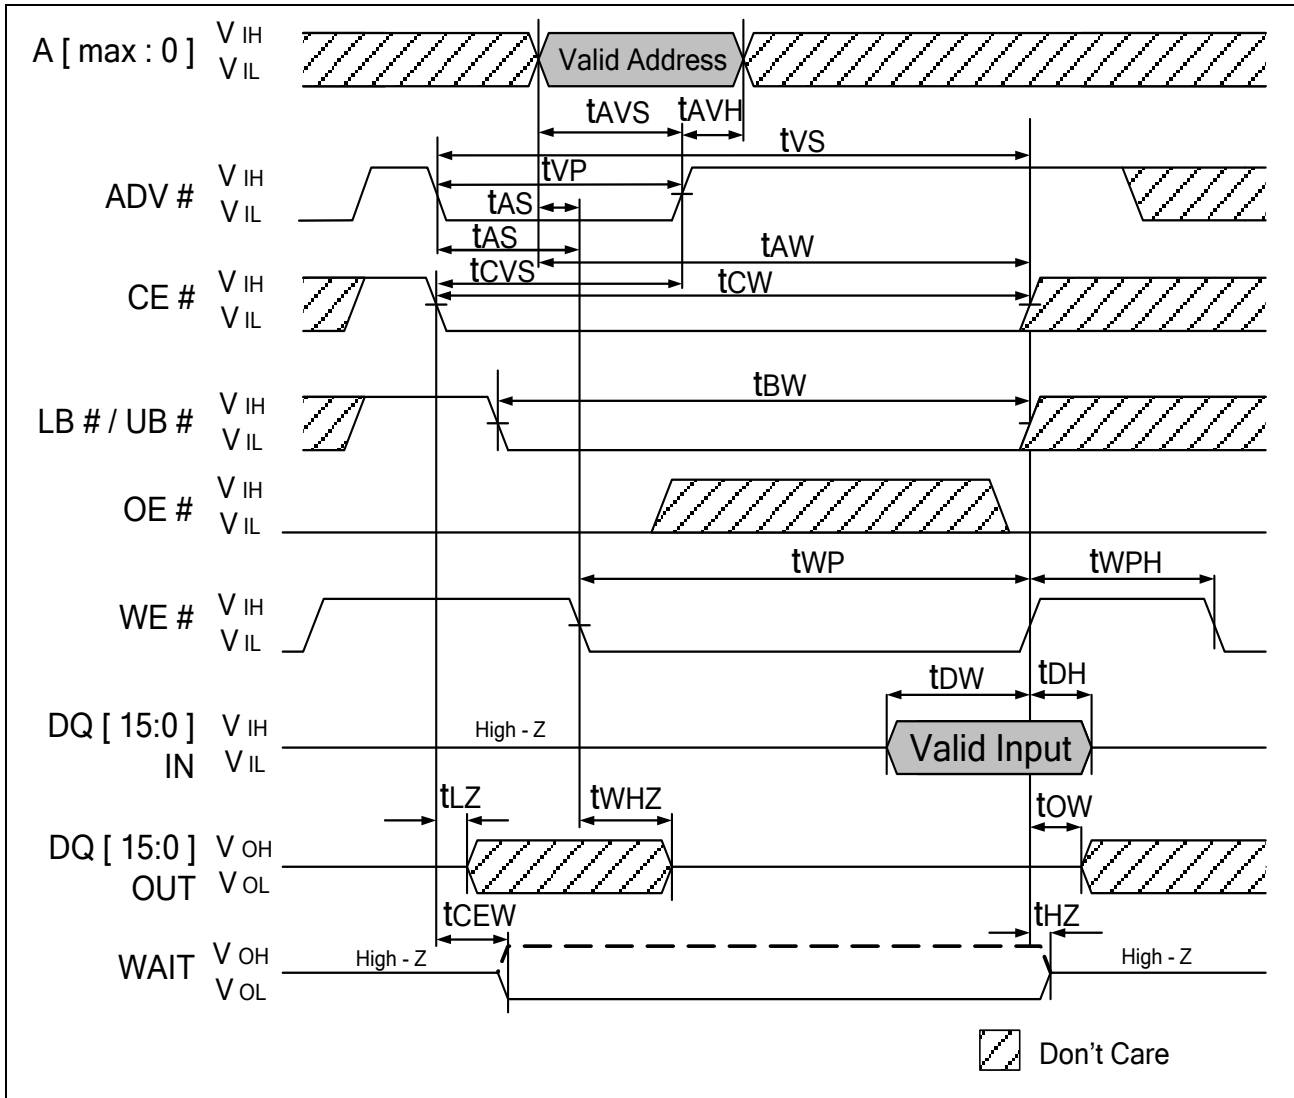 A [ max : 0 ] V IH
V IL
Valid Address
tAVS tAVH
tVS
ADV # V IH
V IL
tVP
tAS
tAS
tAW
tCVS
tCW
CE # V IH
V IL
tBW
LB # / UB # V IH
V IL
OE # V IH
V IL
tWP tWPH
WE # V IH
V IL
tDW tDH
DQ [ 15:0 ] V IH
IN V IL
High - Z
Valid Input
tLZ tWHZ tOW
DQ [ 15:0 ] V OH
OUT V OL
tCEW tHZ
WAIT V OH
V OL
High - Z High - Z
Don't Care